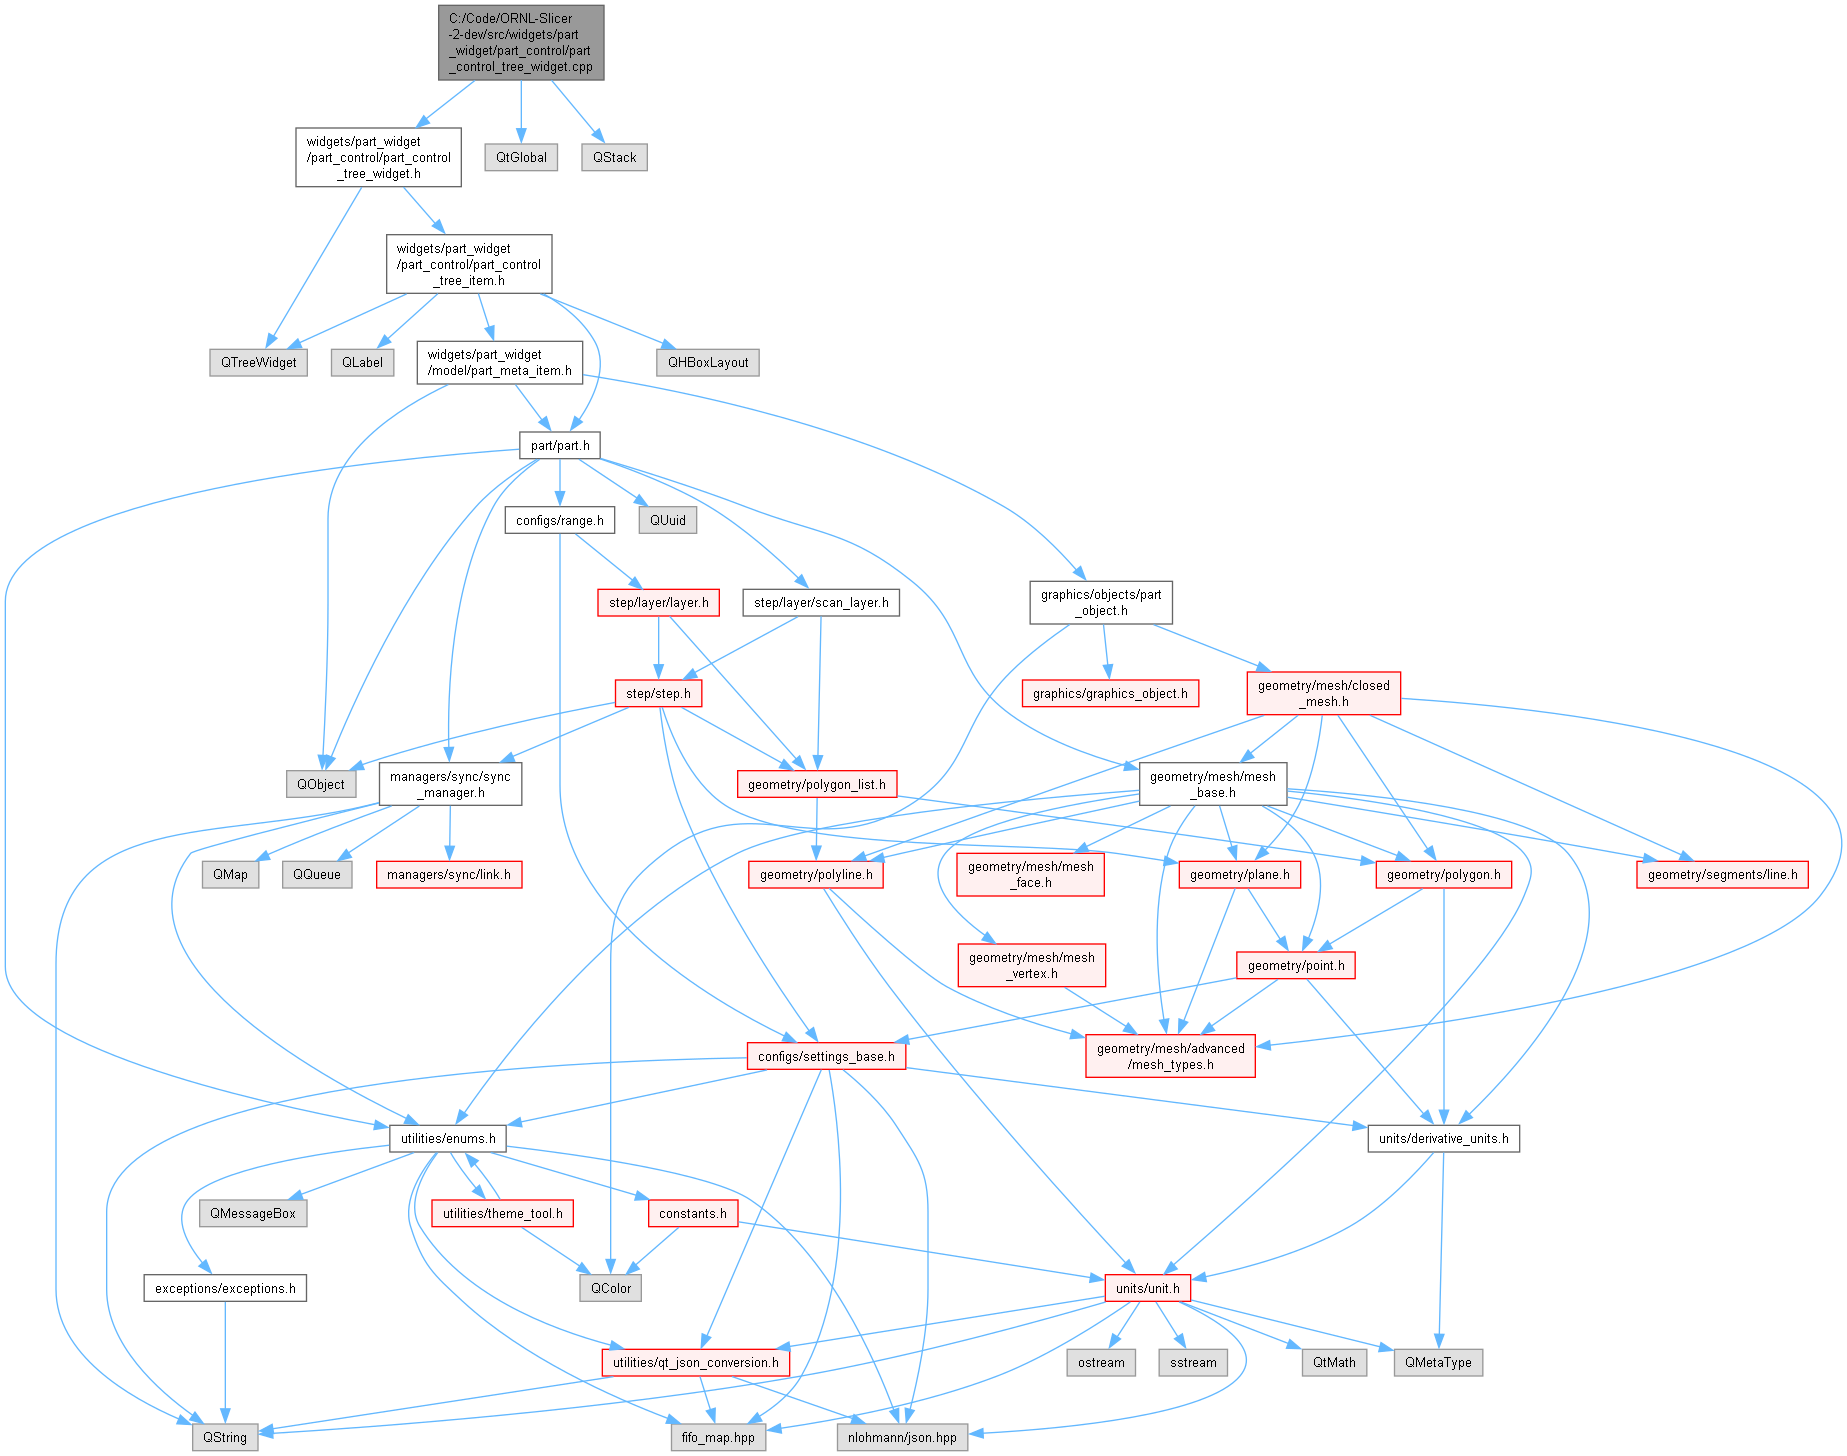 C:/Code/ORNL-Slicer
-2-dev/src/widgets/part
_widget/part_control/part
_control_tree_widget.cpp
widgets/part_widget
/part_control/part_control
_tree_widget.h
QtGlobal
QStack
widgets/part_widget
/part_control/part_control
_tree_item.h
QTreeWidget
QLabel
widgets/part_widget
/model/part_meta_item.h
QHBoxLayout
part/part.h
configs/range.h
QUuid
step/layer/layer.h
step/layer/scan_layer.h
graphics/objects/part
_object.h
step/step.h
graphics/graphics_object.h
geometry/mesh/closed
_mesh.h
QObject
managers/sync/sync
_manager.h
geometry/polygon_list.h
geometry/mesh/mesh
_base.h
QMap
QQueue
managers/sync/link.h
geometry/polyline.h
geometry/mesh/mesh
_face.h
geometry/plane.h
geometry/polygon.h
geometry/segments/line.h
geometry/mesh/mesh
_vertex.h
geometry/point.h
configs/settings_base.h
geometry/mesh/advanced
/mesh_types.h
utilities/enums.h
units/derivative_units.h
QMessageBox
utilities/theme_tool.h
constants.h
exceptions/exceptions.h
QColor
units/unit.h
utilities/qt_json_conversion.h
ostream
sstream
QtMath
QMetaType
QString
fifo_map.hpp
nlohmann/json.hpp